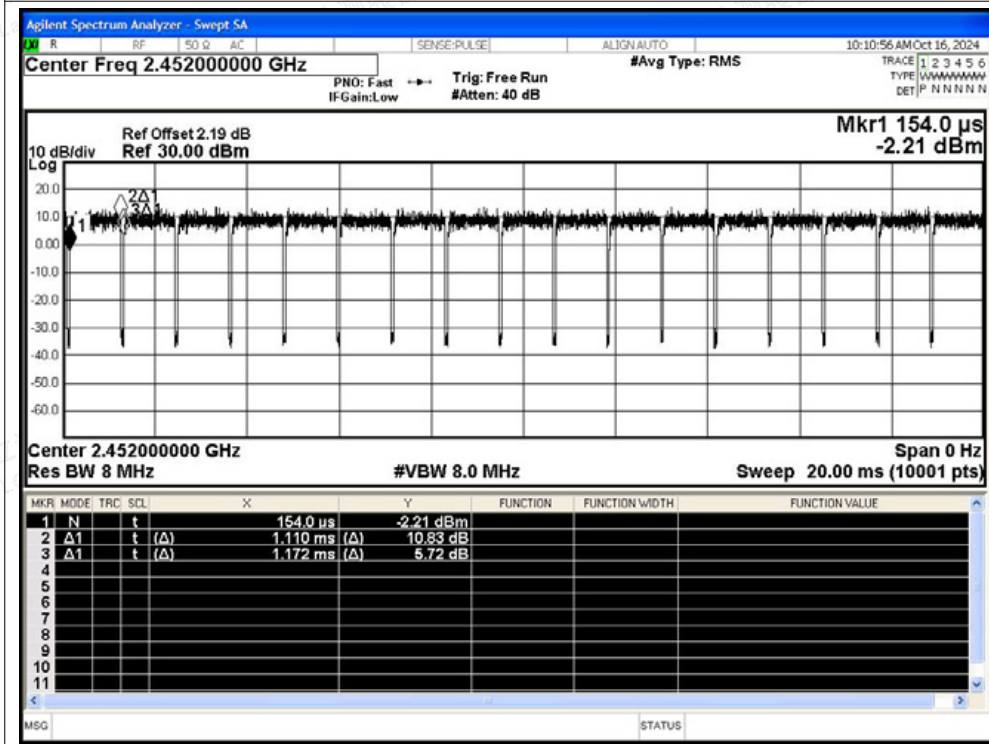 Agilent Spectrum Analyzer - Swept SA
R RF 50 Ω AC SENSE:PULSE ALIGN AUTO 10:10:56 AM Oct 16, 2024
Center Freq 2.452000000 GHz #Avg Type: RMS TRACE 1 2 3 4 5 6
PNO: Fast Trig: Free Run TYPE WWWWWW
IFGain:Low #Atten: 40 dB DET P N N N N N
Mkr1 154.0 µs
Ref Offset 2.19 dB
10 dB/div Ref 30.00 dBm -2.21 dBm
Log
20.0
2Δ1
3Δ1
10.0
1
0.00
-10.0
-20.0
-30.0
-40.0
-50.0
-60.0
Center 2.452000000 GHz Span 0 Hz
Res BW 8 MHz #VBW 8.0 MHz Sweep 20.00 ms (10001 pts)
MKR MODE TRC SCL X Y FUNCTION FUNCTION WIDTH FUNCTION VALUE
1 N t 154.0 µs -2.21 dBm
2 Δ1 t (Δ) 1.110 ms (Δ) 10.83 dB
3 Δ1 t (Δ) 1.172 ms (Δ) 5.72 dB
4
5
6
7
8
9
10
11
MSG STATUS